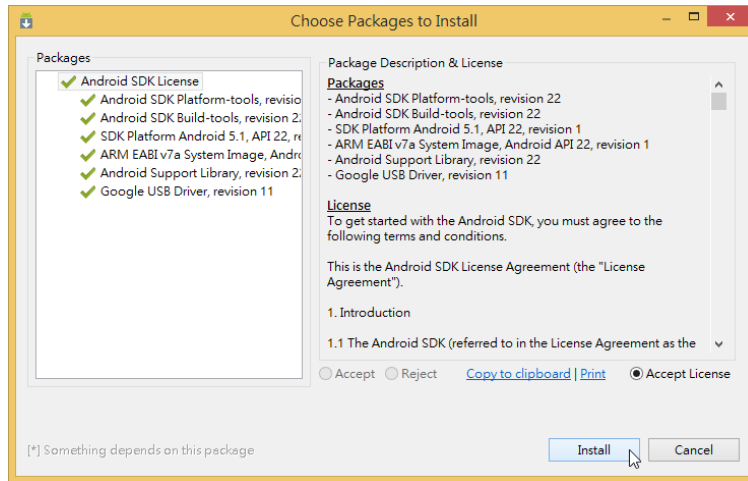 Choose Packages to Install
Packages
Android SDK License
Android SDK Platform-tools, revisio
Android SDK Build-tools, revision 2
SDK Platform Android 5.1, API 22, re
ARM EABI v7a System Image, Andro
Android Support Library, revision 2
Google USB Driver, revision 11
Package Description & License
Packages
- Android SDK Platform-tools, revision 22
- Android SDK Build-tools, revision 22
- SDK Platform Android 5.1, API 22, revision 1
- ARM EABI v7a System Image, Android API 22, revision 1
- Android Support Library, revision 22
- Google USB Driver, revision 11
License
To get started with the Android SDK, you must agree to the
following terms and conditions.
This is the Android SDK License Agreement (the "License
Agreement").
1. Introduction
1.1 The Android SDK (referred to in the License Agreement as the
Accept Reject Copy to clipboard | Print Accept License
[*] Something depends on this package
Install Cancel